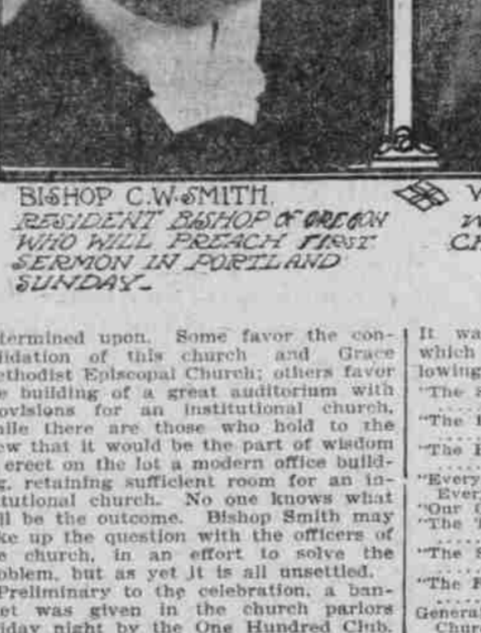 BISHOP C.W. SMITH.
RESIDENT BISHOP OF OREGON
WHO WILL PREACH FIRST
SERMON IN PORTLAND
SUNDAY.
termined upon. Some favor the con-
lidation of this church and Grace
ethodist Episcopal Church; others favor
e building of a great auditorium with
ovisions for an institutional church,
hile there are those who hold to the
ew that it would be the part of wisdom
erect on the lot a modern office build-
g, retaining sufficient room for an in-
titutional church. No one knows what
ill be the outcome. Bishop Smith may
ke up the question with the officers of
e church, in an effort to solve the
oblem, but as yet it is all unsettled.
Preliminary to the celebration, a ban-
et was given in the church parlors
iday night by the One Hundred Club,
It wa
which
lowing
"The
"The
"The
"Every
Ever
"Our
"The
"The
"The
General
Churc